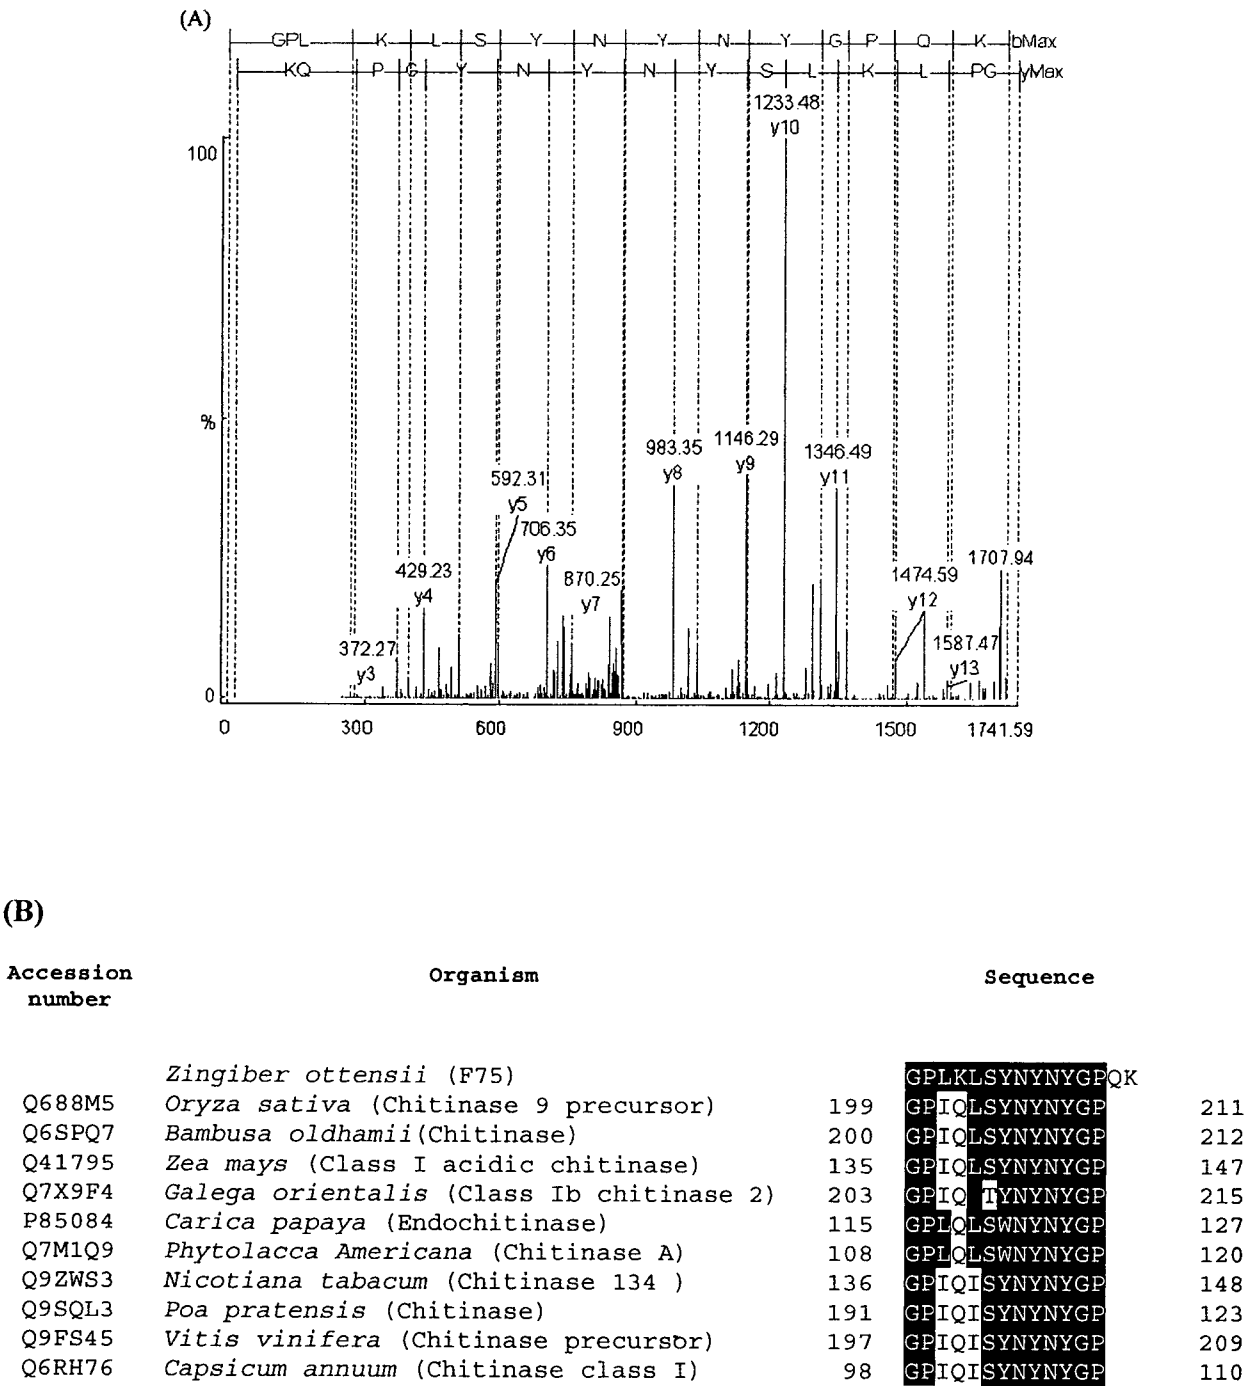 (A)
GPL K L S Y N Y N Y G P Q K bMax
KQ P G Y N Y N Y S L K L PG yMax
1233.48
y10
100
%
983.35
y8
1146.29
y9
1346.49
y11
592.31
y5
706.35
y6
429.23
y4
870.25
y7
1474.59
y12
1707.94
372.27
y3
1587.47
y13
0
0 300 600 900 1200 1500 1741.59
(B)
Accession number Organism Sequence
Zingiber ottensii (F75) GPLKLSYNYNYGPQK
Q688M5 Oryza sativa (Chitinase 9 precursor) 199 GPIQLSYNYNYGP 211
Q6SPQ7 Bambusa oldhamii(Chitinase) 200 GPIQLSYNYNYGP 212
Q41795 Zea mays (Class I acidic chitinase) 135 GPIQLSYNYNYGP 147
Q7X9F4 Galega orientalis (Class Ib chitinase 2) 203 GPIQ TYNYNYGP 215
P85084 Carica papaya (Endochitinase) 115 GPLQLSWNYNYGP 127
Q7M1Q9 Phytolacca Americana (Chitinase A) 108 GPLQLSWNYNYGP 120
Q9ZWS3 Nicotiana tabacum (Chitinase 134 ) 136 GPIQISYNYNYGP 148
Q9SQL3 Poa pratensis (Chitinase) 191 GPIQISYNYNYGP 123
Q9FS45 Vitis vinifera (Chitinase precursor) 197 GPIQISYNYNYGP 209
Q6RH76 Capsicum annuum (Chitinase class I) 98 GPIQISYNYNYGP 110